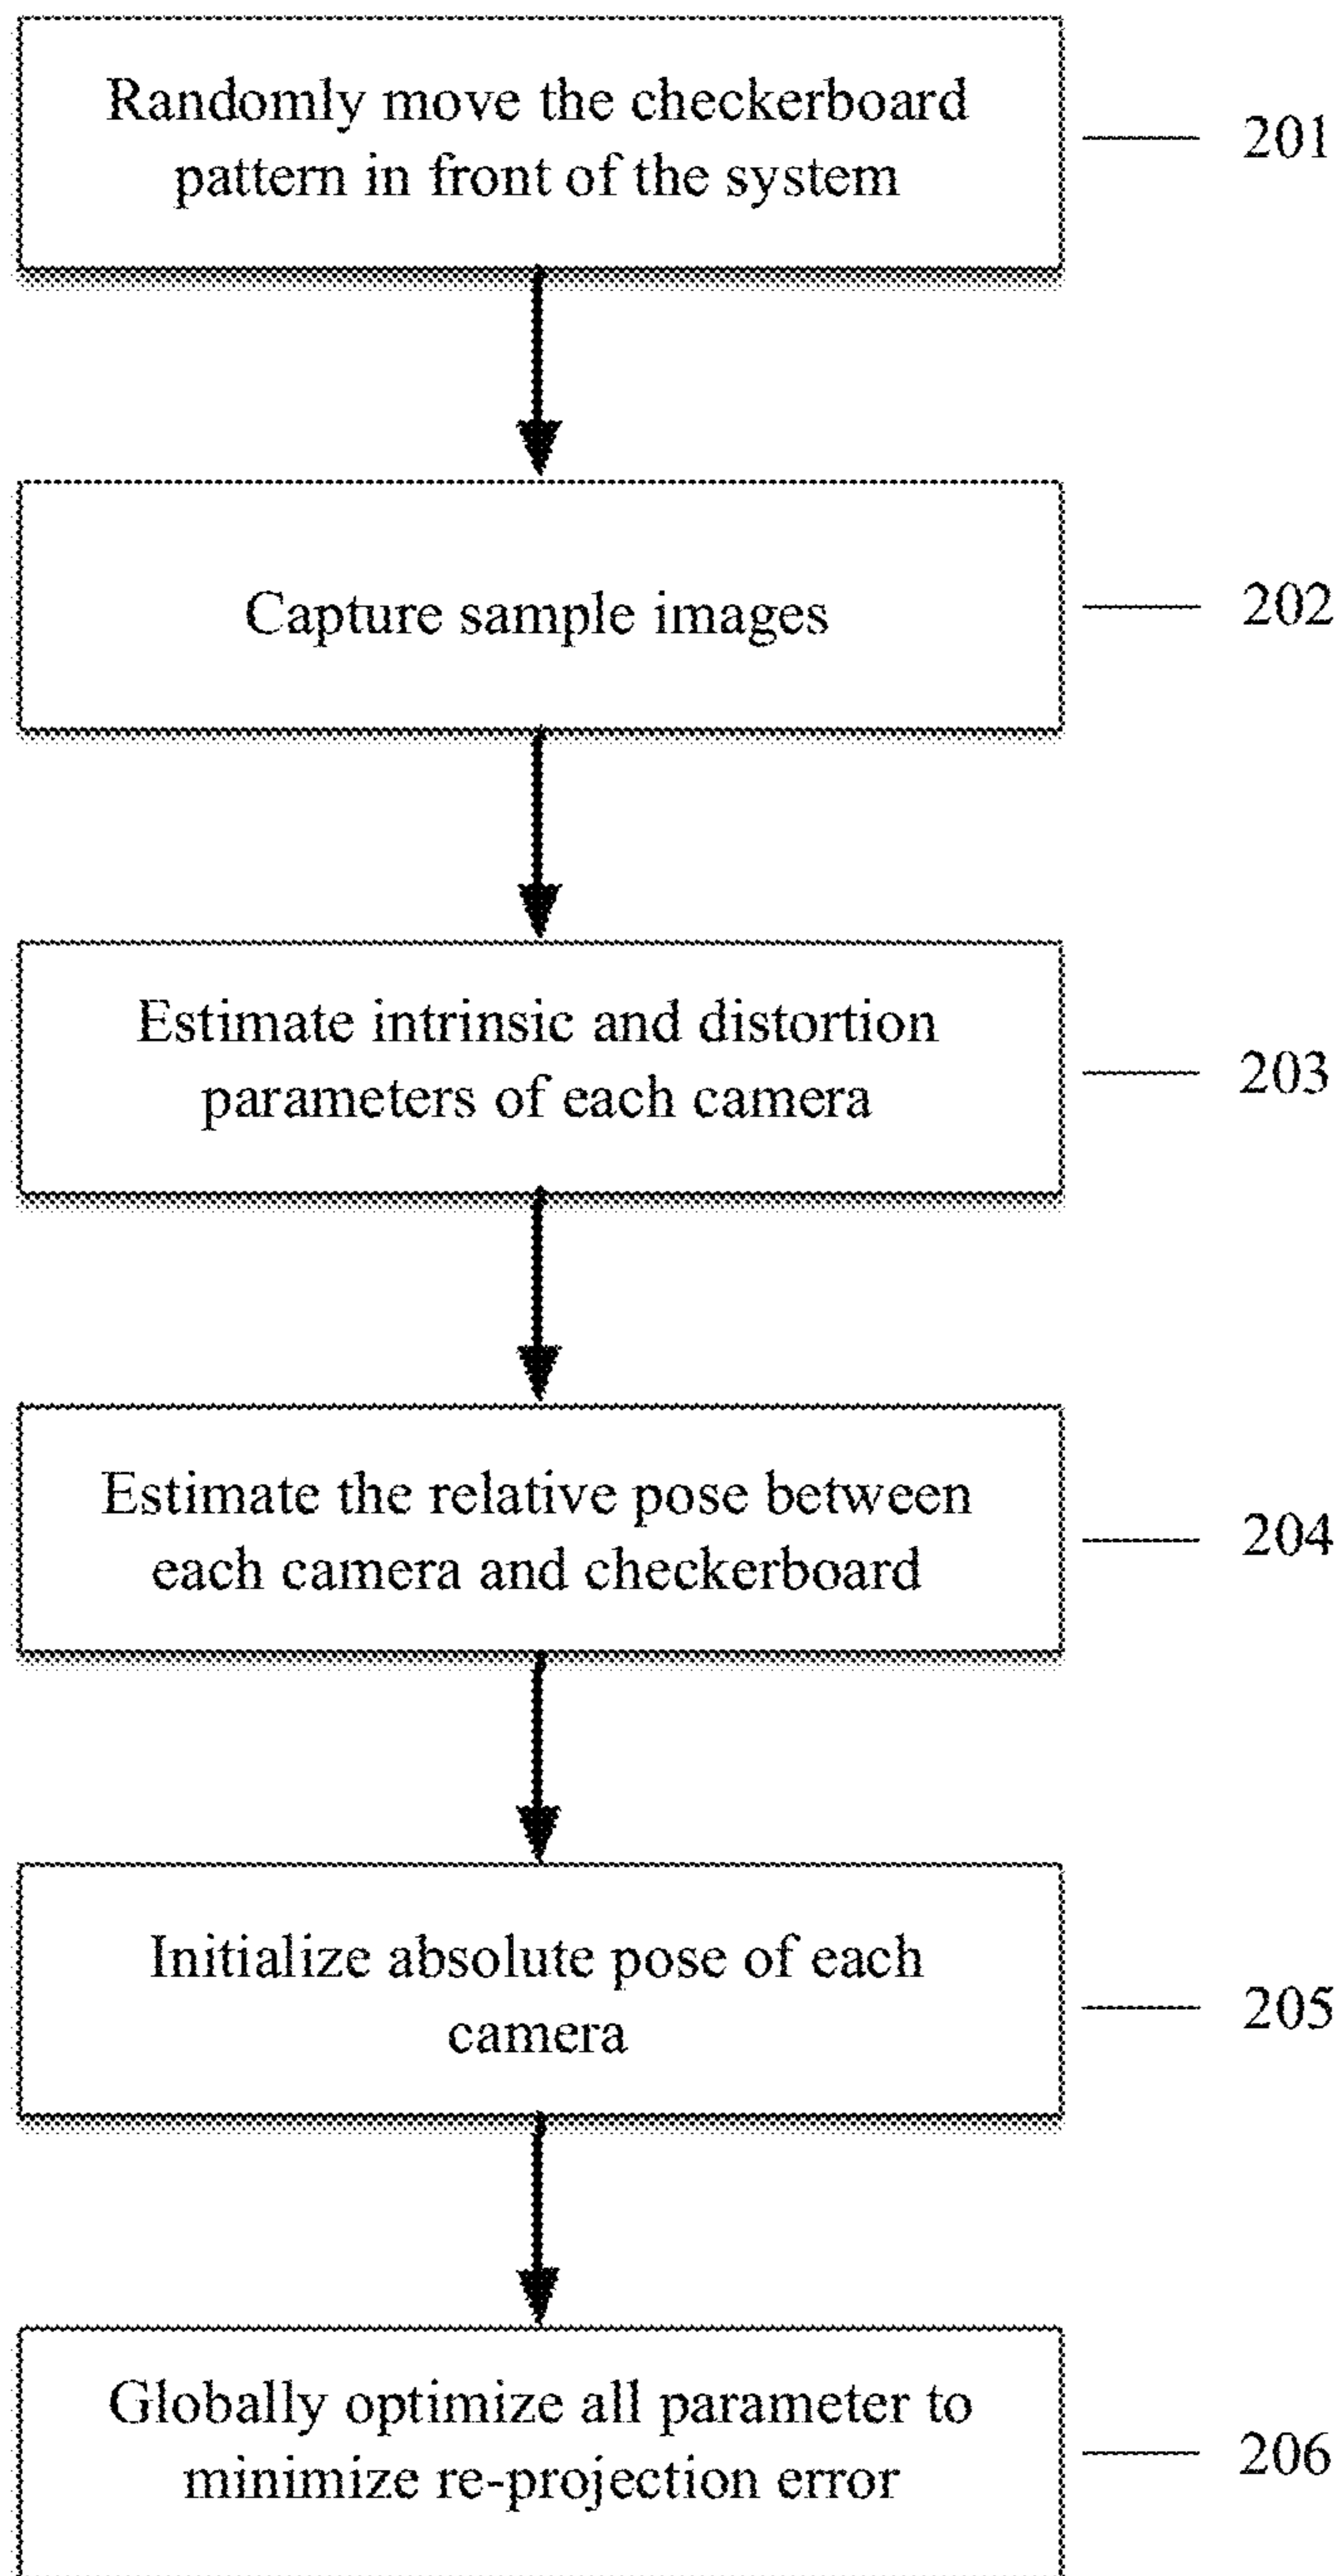 Randomly move the checkerboard
pattern in front of the system
201
Capture sample images
202
Estimate intrinsic and distortion
parameters of each camera
203
Estimate the relative pose between
each camera and checkerboard
204
Initialize absolute pose of each
camera
205
Globally optimize all parameter to
minimize re-projection error
206